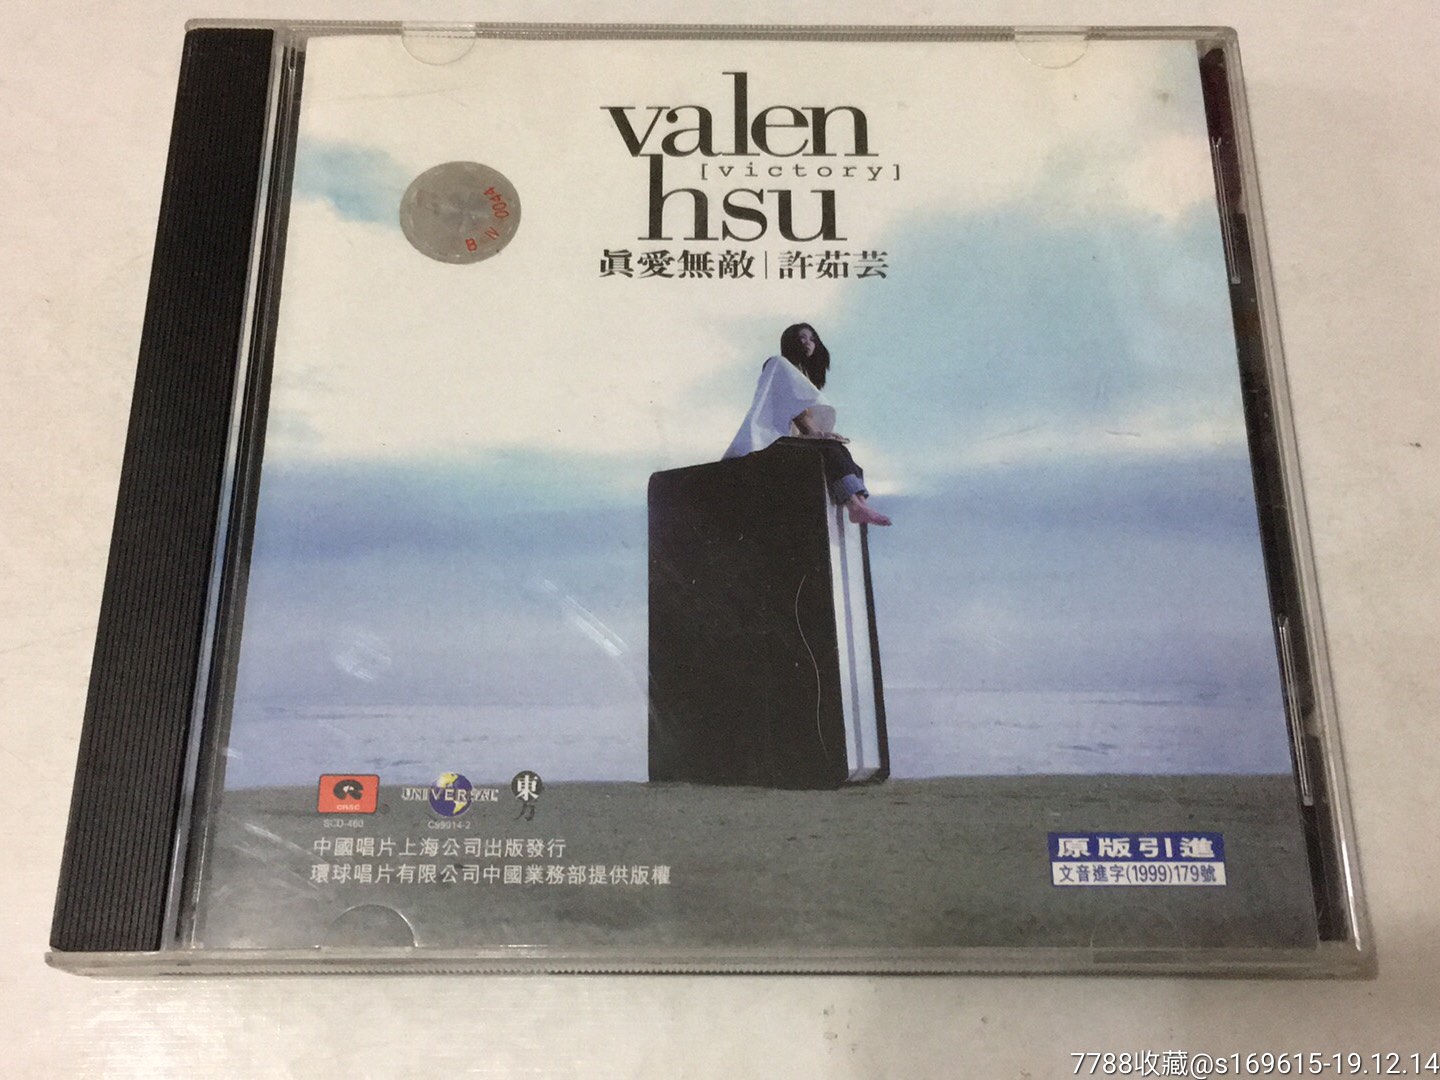 valen
[victory]
hsu
眞愛無敵|許茹芸
B N 0044
CRSC
SCD-460
UNIVERSAL
東方
中國唱片上海公司出版發行
環球唱片有限公司中國業務部提供版權
原版引進
文音進字(1999)179號
7788收藏@s169615-19.12.14